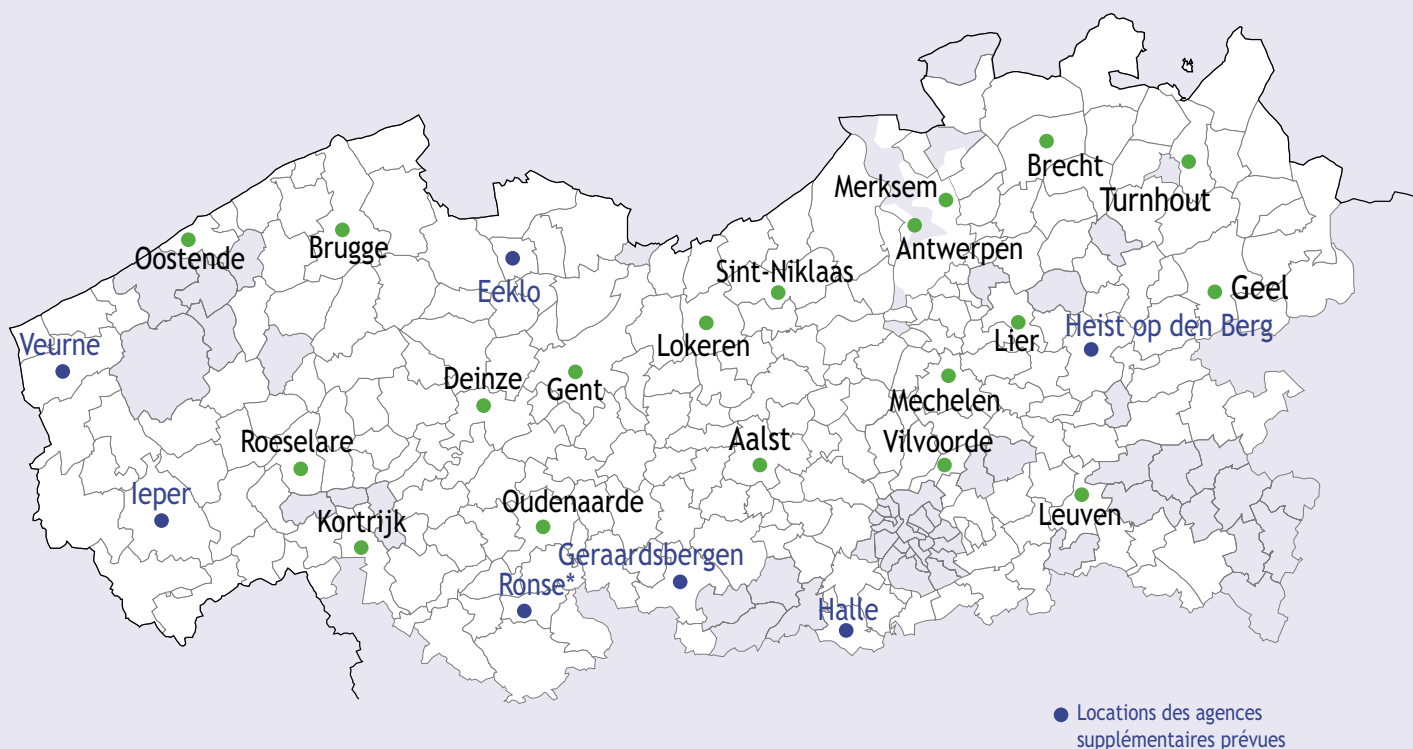 Brecht
Merksem
Turnhout
Oostende
Brugge
Antwerpen
Sint-Niklaas
Eeklo
Geel
Heist op den Berg
Veurne
Lokeren
Lier
Deinze
Gent
Mechelen
Roeselare
Aalst
Vilvoorde
Ieper
Oudenaarde
Kortrijk
Leuven
Geraardsbergen
Ronse*
Halle
Locations des agences
supplémentaires prévues